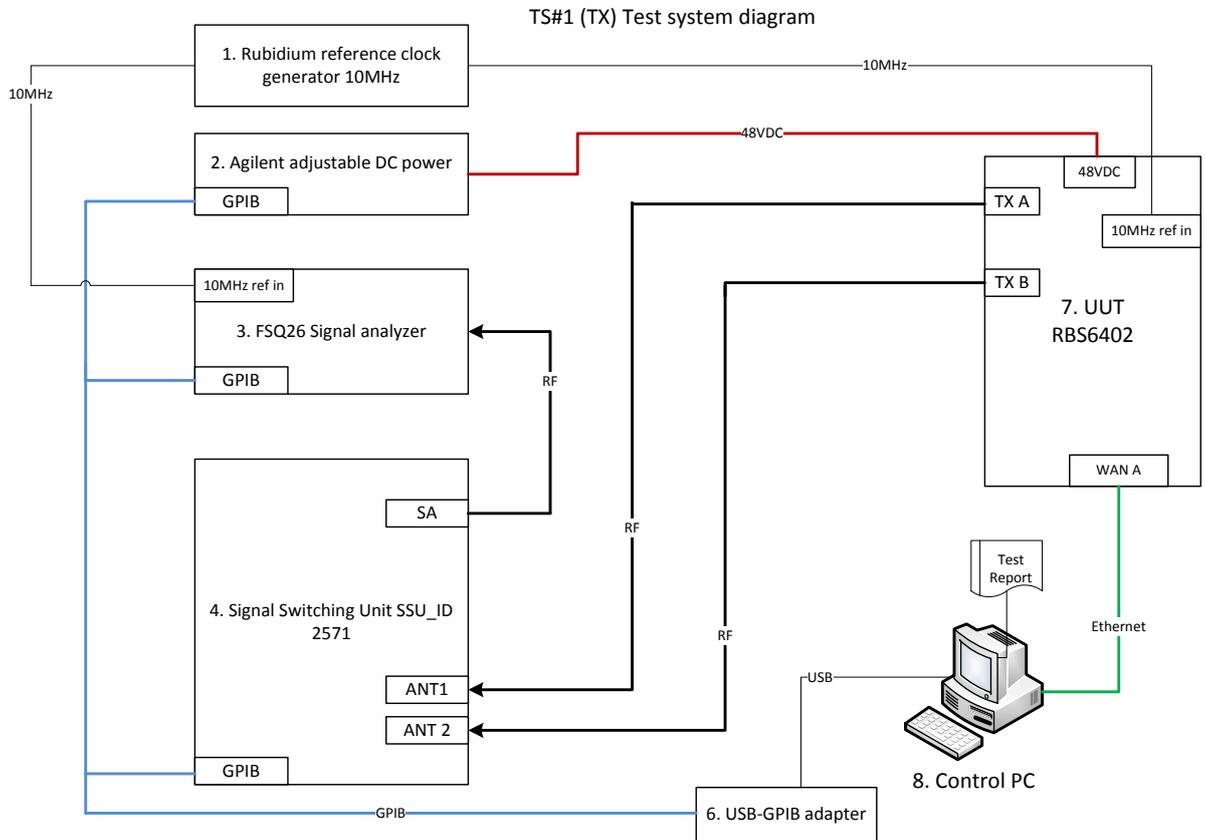 TS#1 (TX) Test system diagram
1. Rubidium reference clock
generator 10MHz
10MHz
10MHz
48VDC
2. Agilent adjustable DC power
GPIB
48VDC
TX A
10MHz ref in
TX B
7. UUT
RBS6402
WAN A
10MHz ref in
3. FSQ26 Signal analyzer
GPIB
RF
SA
RF
4. Signal Switching Unit SSU_ID
2571
RF
ANT1
ANT 2
GPIB
Test
Report
Ethernet
USB
8. Control PC
GPIB
6. USB-GPIB adapter